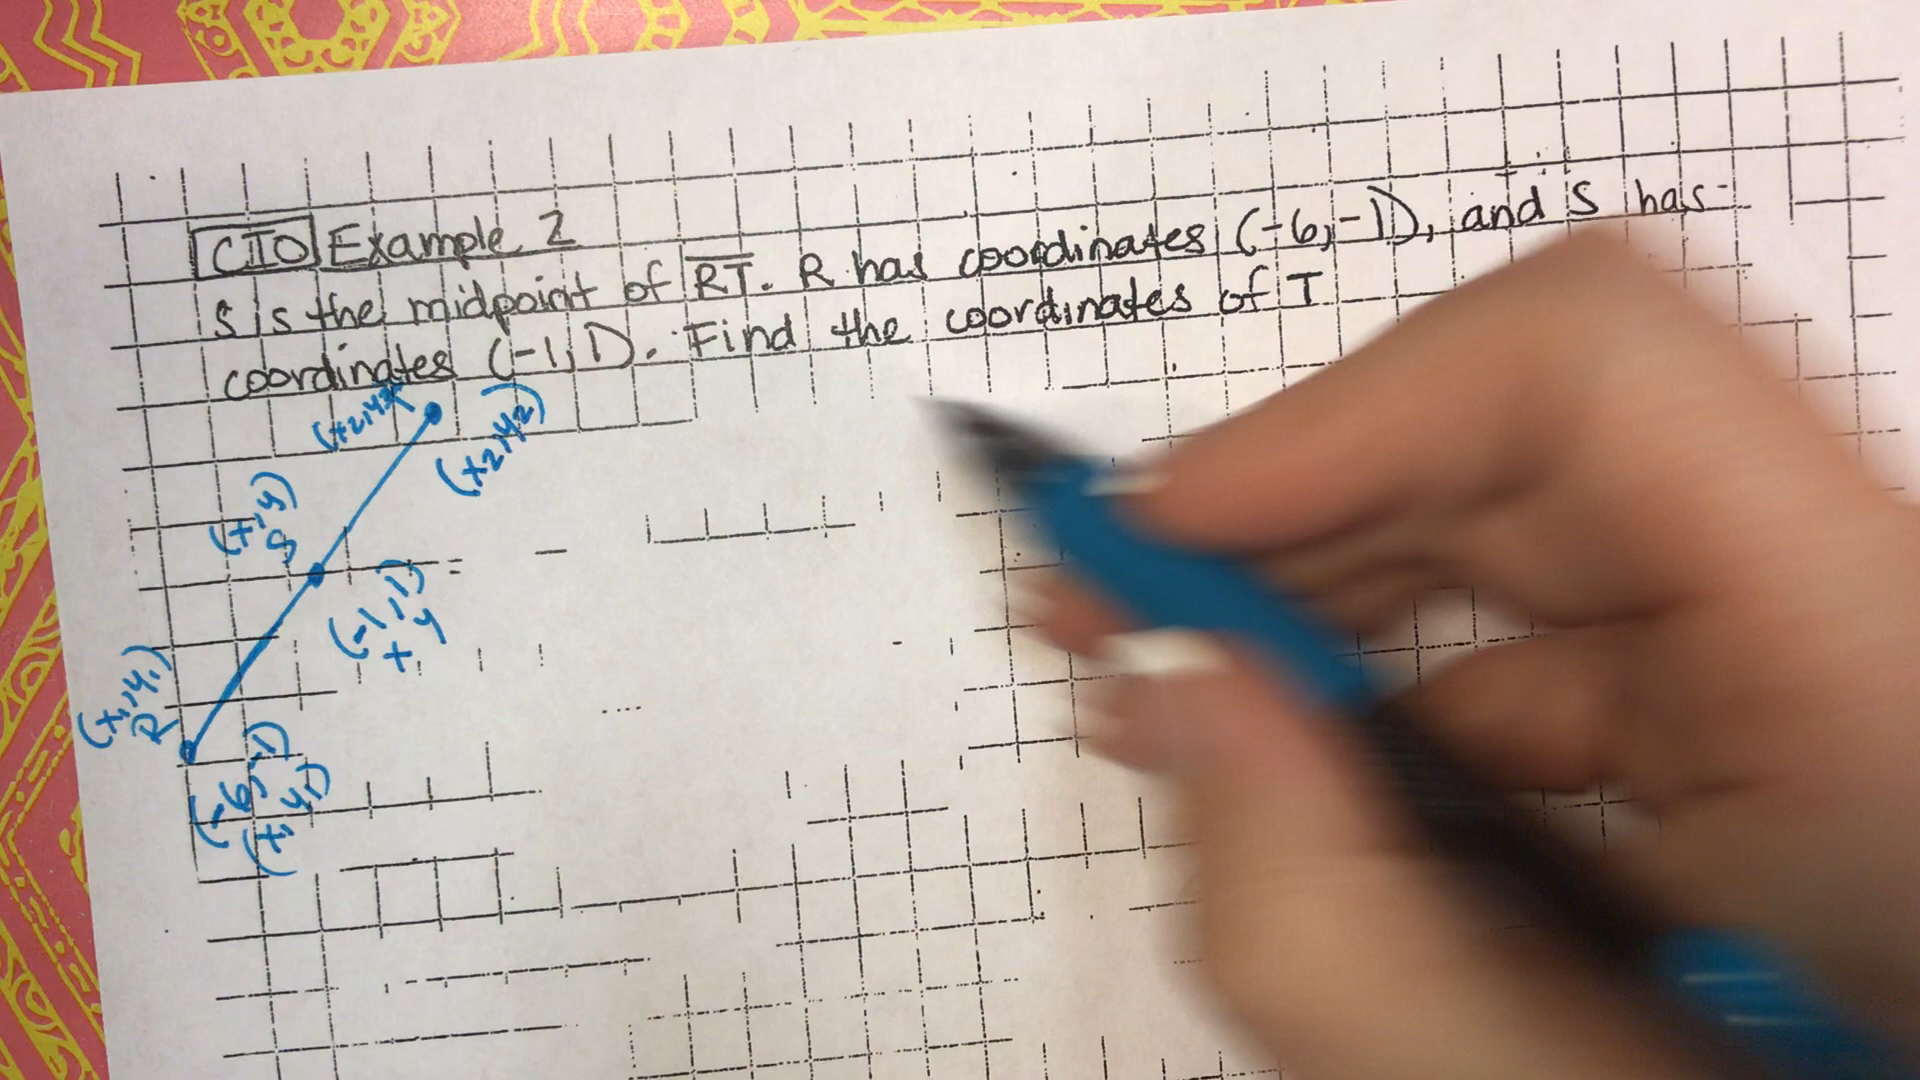 CIO Example 2
S is the midpoint of RT. R has coordinates (-6,-1), and S has
coordinates (-1,1). Find the coordinates of T
(x2,y2) T
(x2,y2)
(x,y)
S
(-1,1)
x y
(x1,y1)
R
(-6,-1)
(x1,y1)